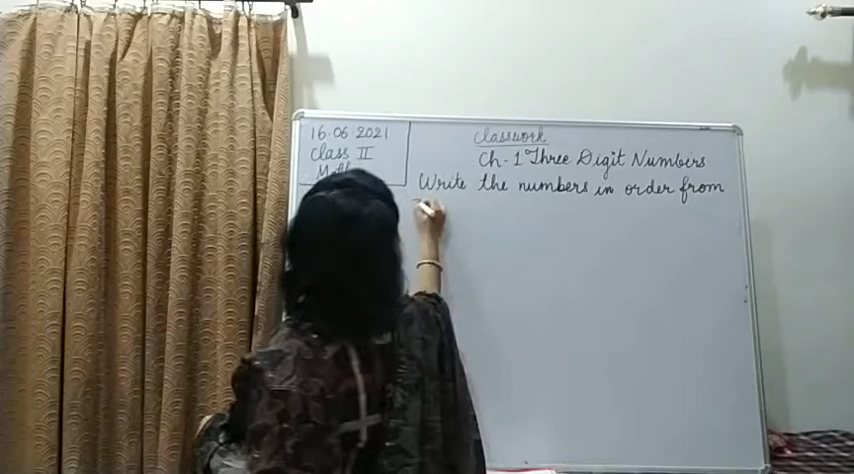 16.06 2021
Class II
Classwork
Ch-1 Three Digit Numbers
Write the numbers in order from